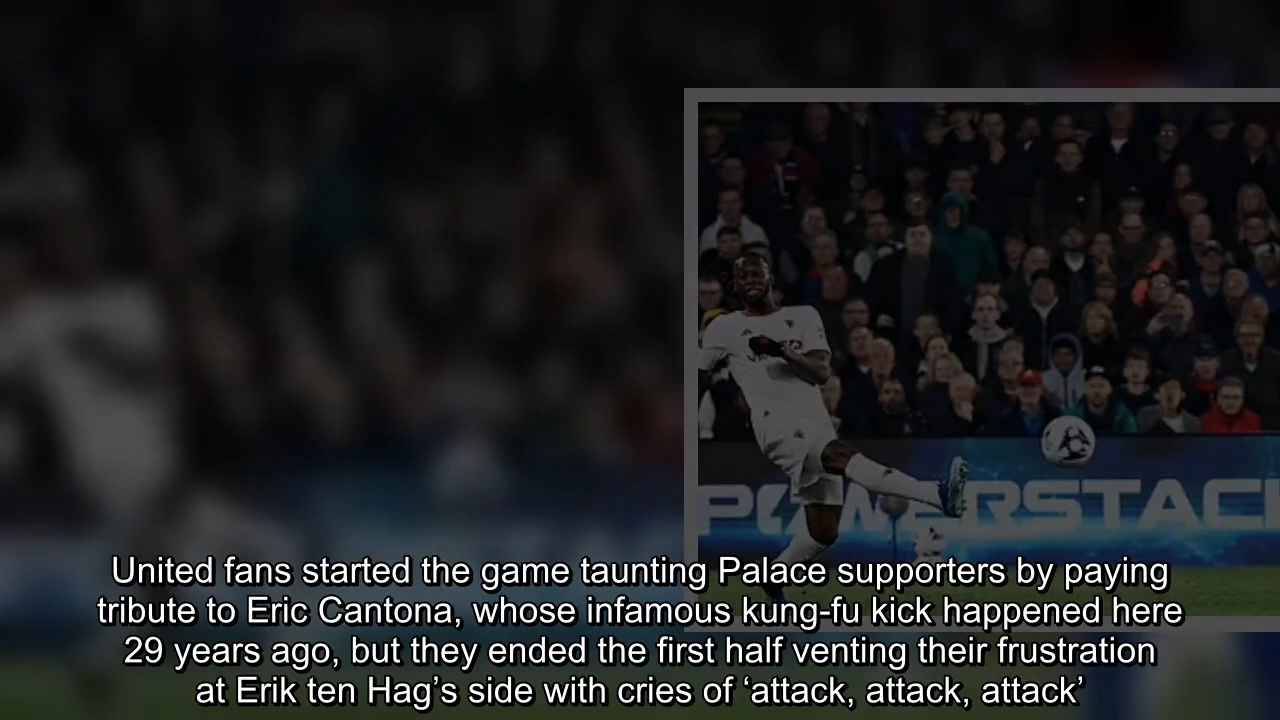 POWERSTACK
United fans started the game taunting Palace supporters by paying
tribute to Eric Cantona, whose infamous kung-fu kick happened here
29 years ago, but they ended the first half venting their frustration
at Erik ten Hag’s side with cries of ‘attack, attack, attack’